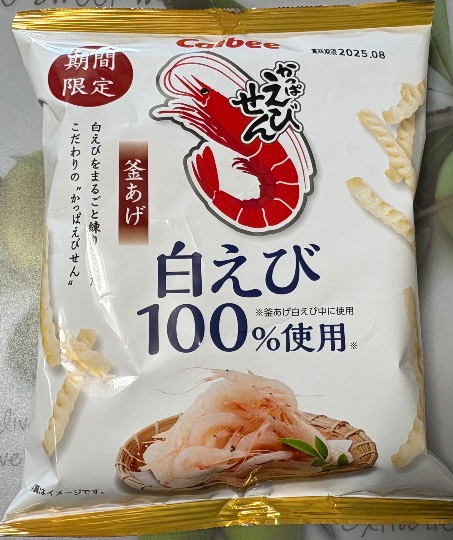 Calbee
賞味期限 2025.08
期間
限定
かっぱ
えび
せん
白えびをまるごと練り
こだわりの“かっぱえびせん”
釜あげ
白えび
※釜あげ白えび中に使用
100%使用※
はイメージです。